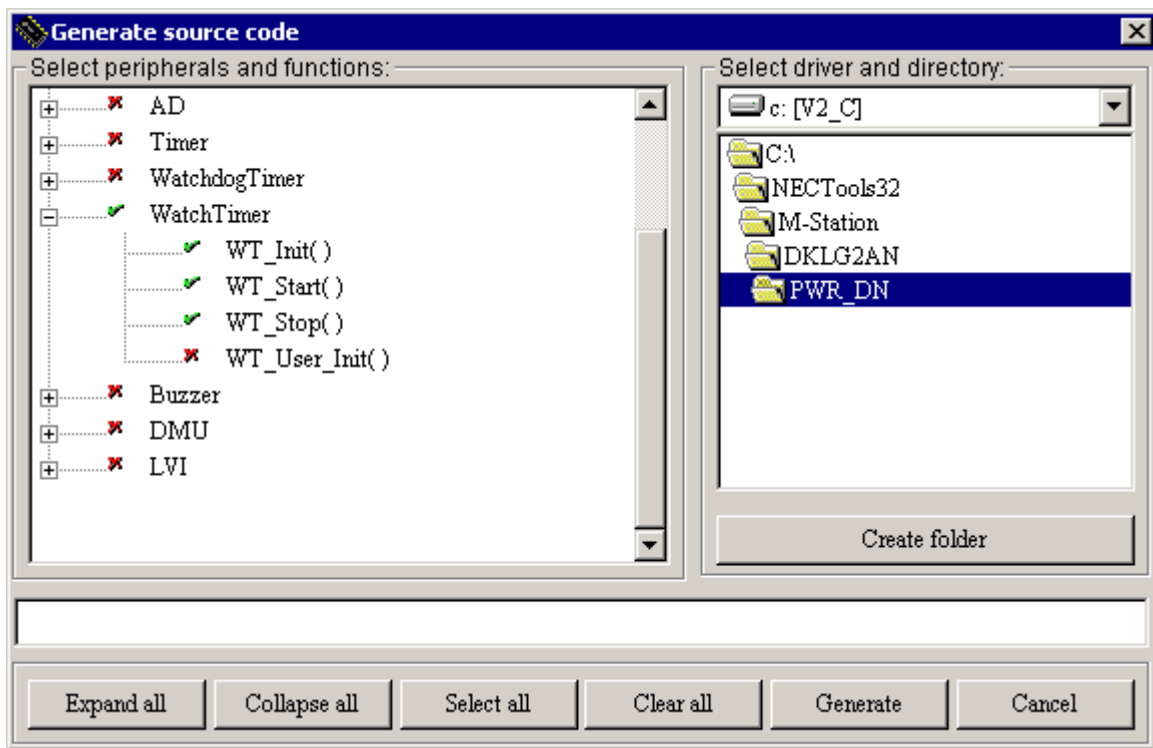 Generate source code
Select peripherals and functions:
AD
Timer
WatchdogTimer
WatchTimer
WT_Init( )
WT_Start( )
WT_Stop( )
WT_User_Init( )
Buzzer
DMU
LVI
Select driver and directory:
c: [V2_C]
C:\
NECTools32
M-Station
DKLG2AN
PWR_DN
Create folder
Expand all
Collapse all
Select all
Clear all
Generate
Cancel